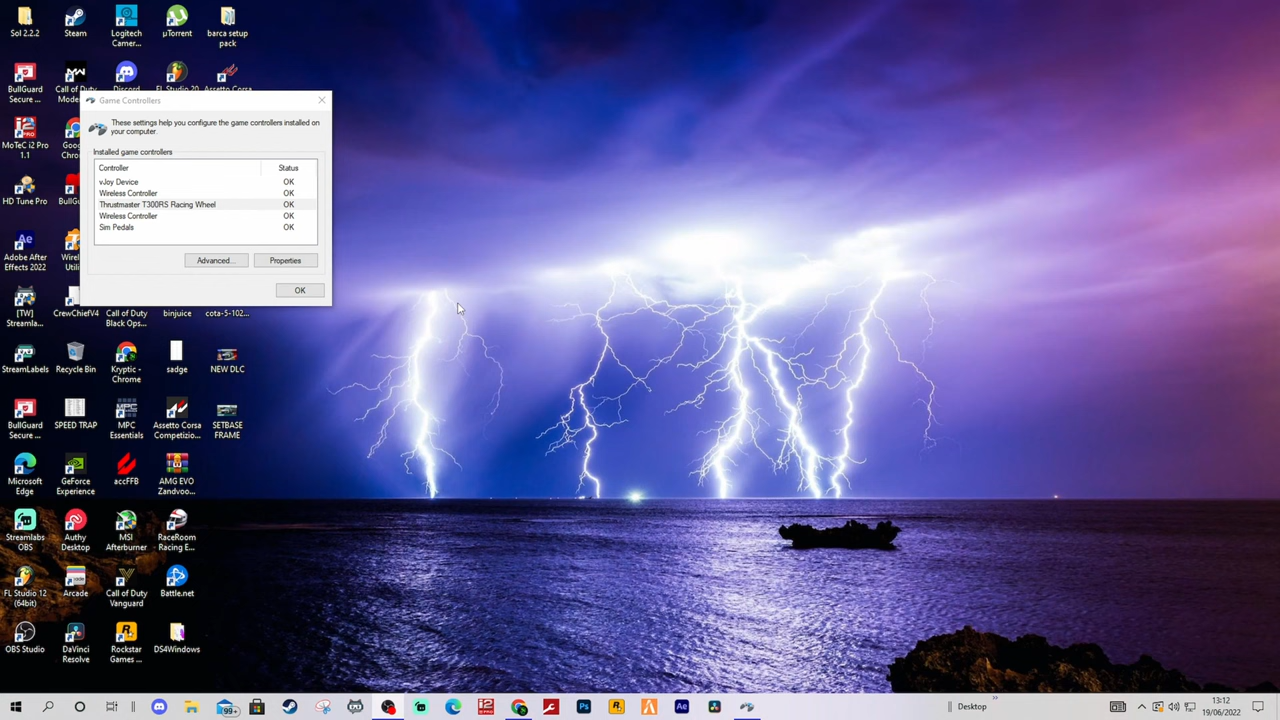 Sol 2.2.2
Steam
Logitech
Camer...
µTorrent
barca setup
pack
BullGuard
Secure ...
Call of Duty
Mode
Discord
FL Studio 20
Assetto Corsa
MoTeC i2 Pro
1.1
Goo
Chro
HD Tune Pro
BullG
Adobe After
Effects 2022
Wirel
Utili
[TW]
Streamla...
CrewChiefV4
Call of Duty
Black Ops...
binjuice
cota-5-102...
StreamLabels
Recycle Bin
Kryptic -
Chrome
sadge
NEW DLC
BullGuard
Secure ...
SPEED TRAP
MPC
Essentials
Assetto Corsa
Competizio...
SETBASE
FRAME
Microsoft
Edge
GeForce
Experience
accFFB
AMG EVO
Zandvoo...
Streamlabs
OBS
Authy
Desktop
MSI
Afterburner
RaceRoom
Racing E...
FL Studio 12
(64bit)
Arcade
Call of Duty
Vanguard
Battle.net
OBS Studio
DaVinci
Resolve
Rockstar
Games ...
DS4Windows
Game Controllers
These settings help you configure the game controllers installed on
your computer.
Installed game controllers
Controller Status
vJoy Device OK
Wireless Controller OK
Thrustmaster T300RS Racing Wheel OK
Wireless Controller OK
Sim Pedals OK
Advanced... Properties
OK
99+
Desktop
13:12
19/06/2022